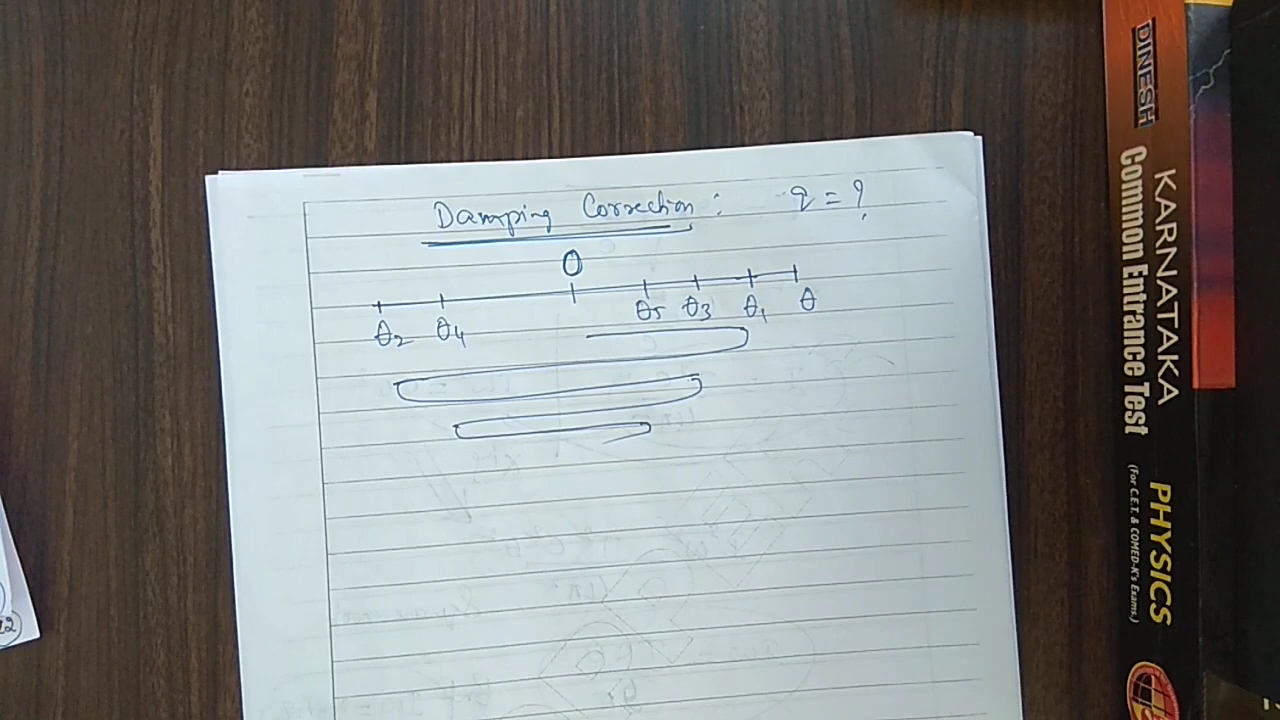 Damping Correction: q = ?
0
θ₂ θ₄ θ₅ θ₃ θ₁ θ
DINESH
KARNATAKA
Common Entrance Test
(For C.E.T. & COMED-K's Exams.)
PHYSICS